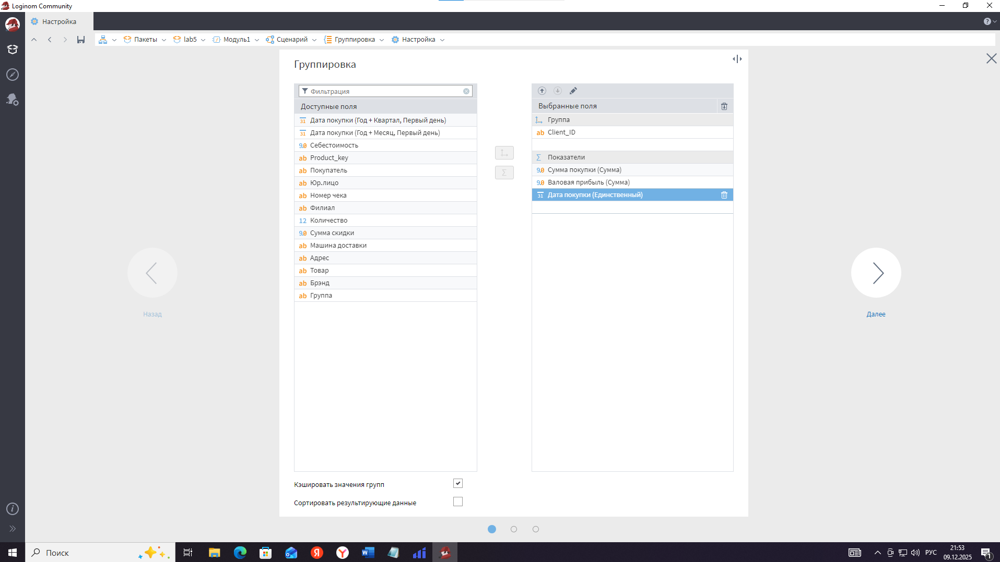 Loginom Community
Настройка
Пакеты
lab5
Модуль1
Сценарий
Группировка
Настройка
Группировка
Фильтрация
Доступные поля
31 Дата покупки (Год + Квартал, Первый день)
31 Дата покупки (Год + Месяц, Первый день)
9.0 Себестоимость
ab Product_key
ab Покупатель
ab Юр.лицо
ab Номер чека
ab Филиал
12 Количество
9.0 Сумма скидки
ab Машина доставки
ab Адрес
ab Товар
ab Брэнд
ab Группа
Выбранные поля
Группа
ab Client_ID
Σ Показатели
9.0 Сумма покупки (Сумма)
9.0 Валовая прибыль (Сумма)
31 Дата покупки (Единственный)
Σ
Назад
Далее
Кэшировать значения групп
Сортировать результирующие данные
Поиск
РУС
21:53
09.12.2025
1